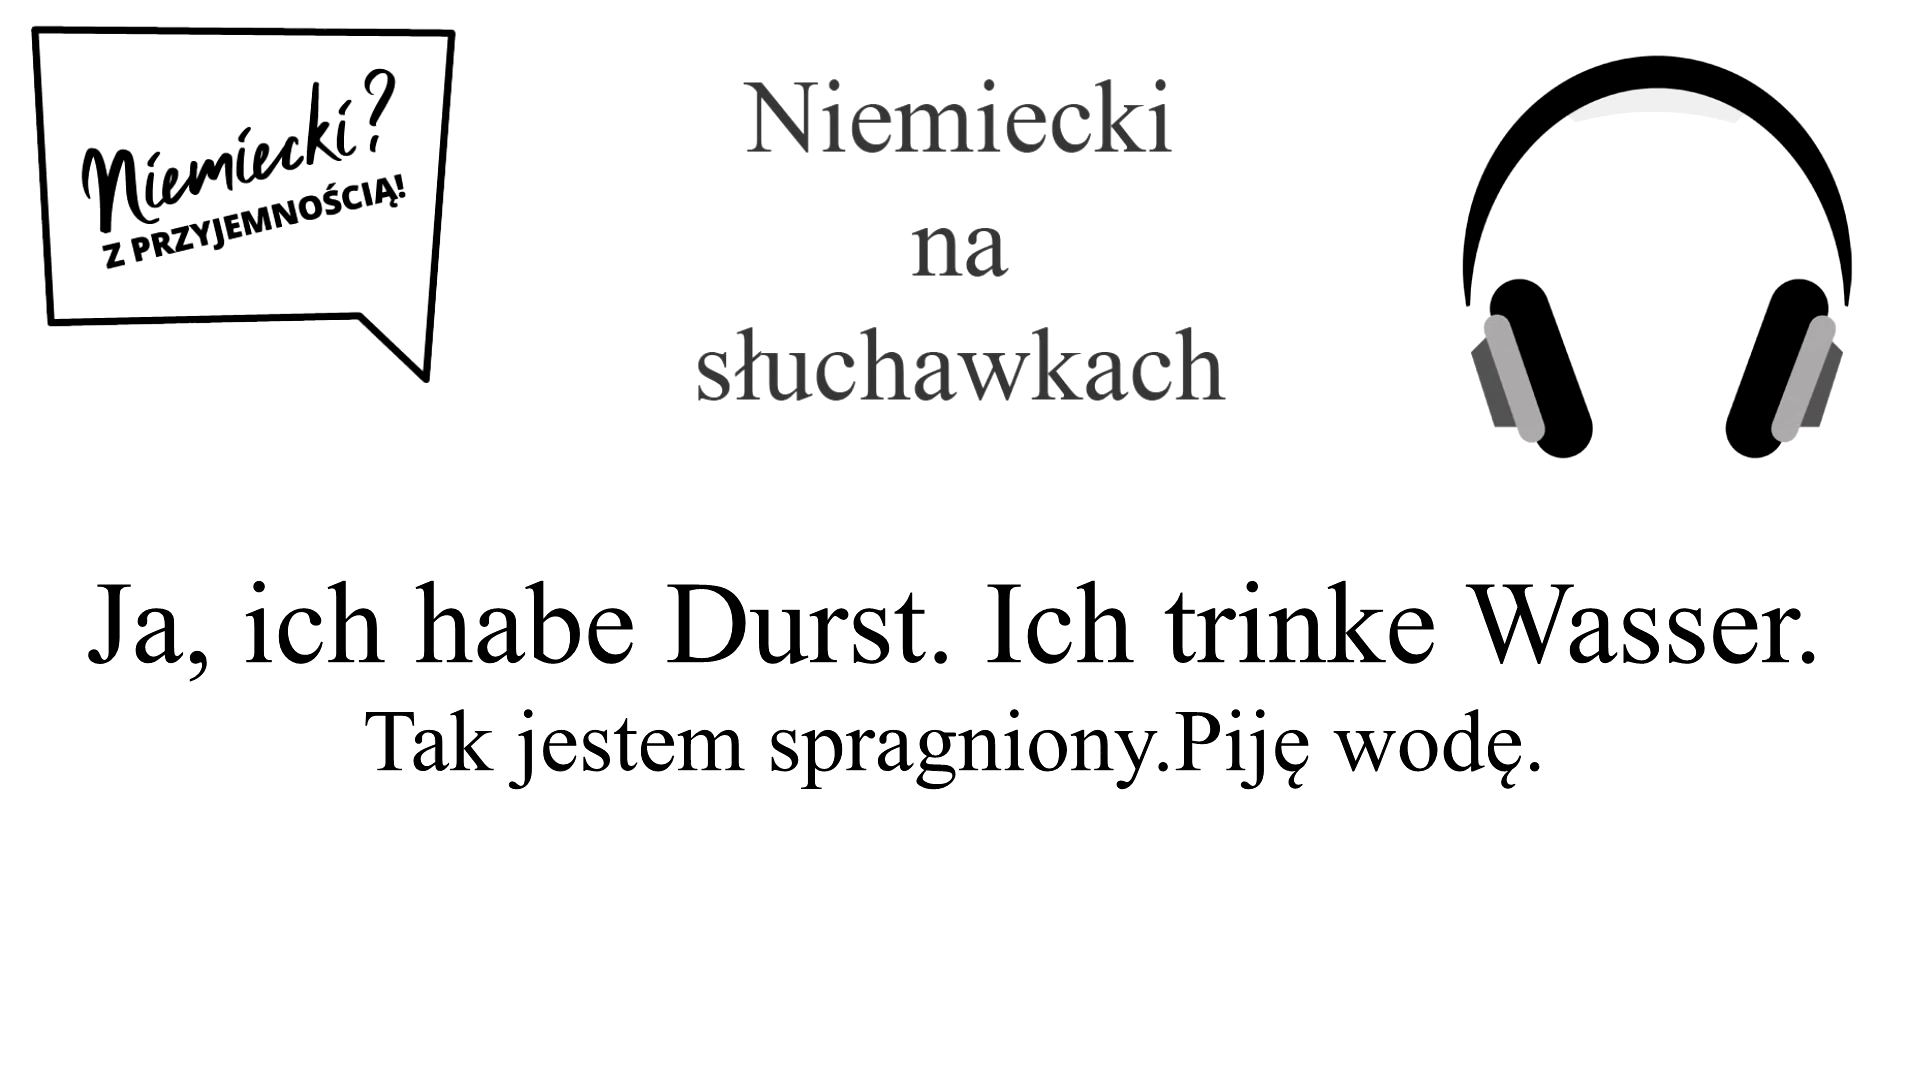 Niemiecki?
Z PRZYJEMNOŚCIĄ!
Niemiecki
na
słuchawkach
Ja, ich habe Durst. Ich trinke Wasser.
Tak jestem spragniony.Piję wodę.